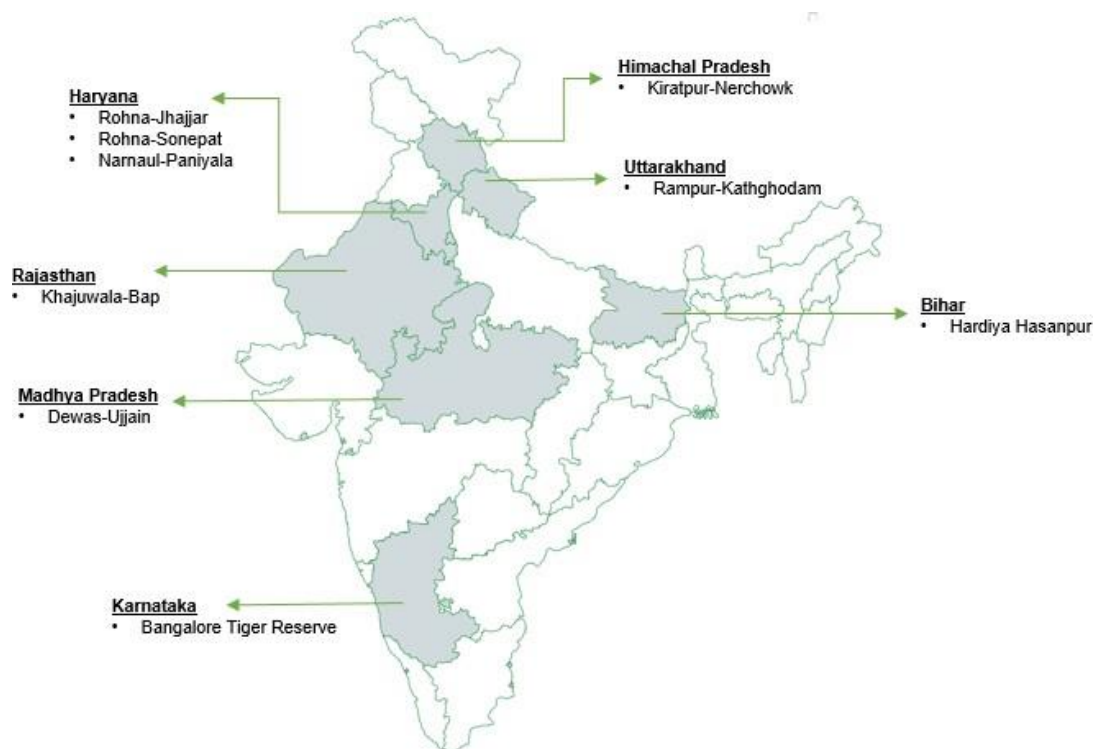 Himachal Pradesh
• Kiratpur-Nerchowk
Haryana
• Rohna-Jhajjar
• Rohna-Sonepat
• Narnaul-Paniyala
Uttarakhand
• Rampur-Kathghodam
Rajasthan
• Khajuwala-Bap
Bihar
• Hardiya Hasanpur
Madhya Pradesh
• Dewas-Ujjain
Karnataka
• Bangalore Tiger Reserve